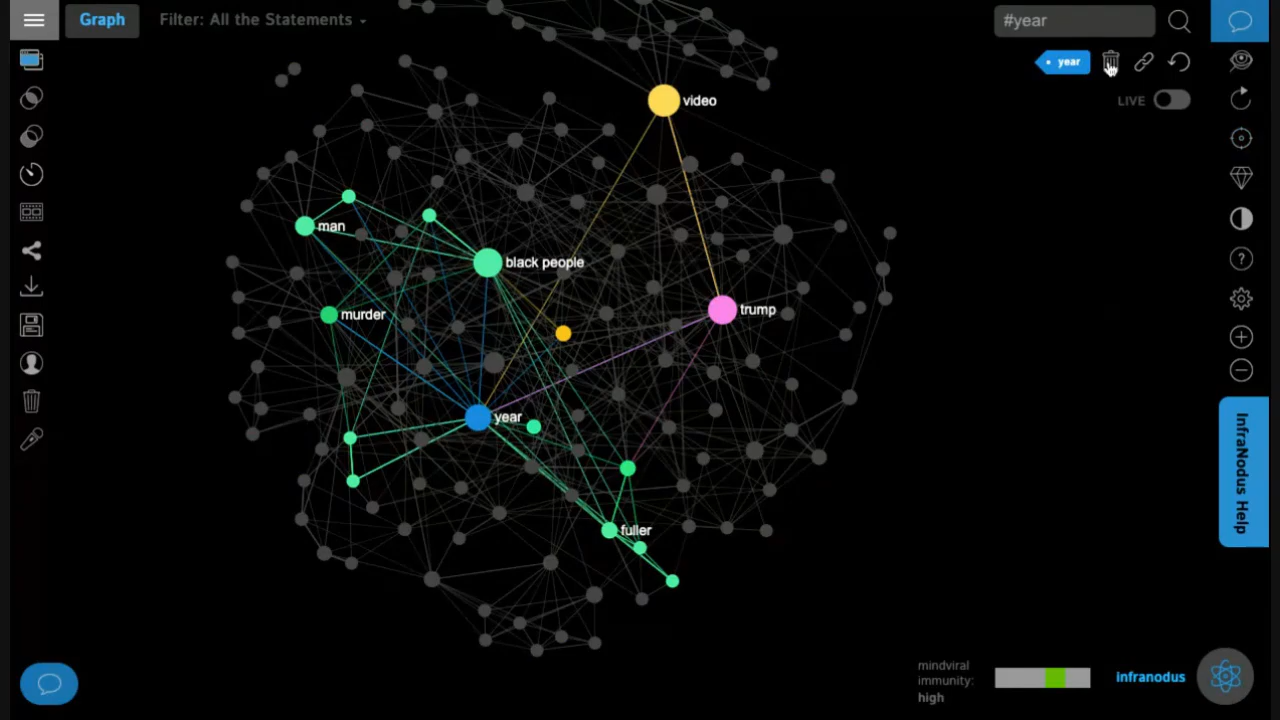 Graph
Filter: All the Statements
#year
year
LIVE
video
man
black people
murder
trump
year
fuller
InfraNodus Help
mindviral
immunity:
high
infranodus